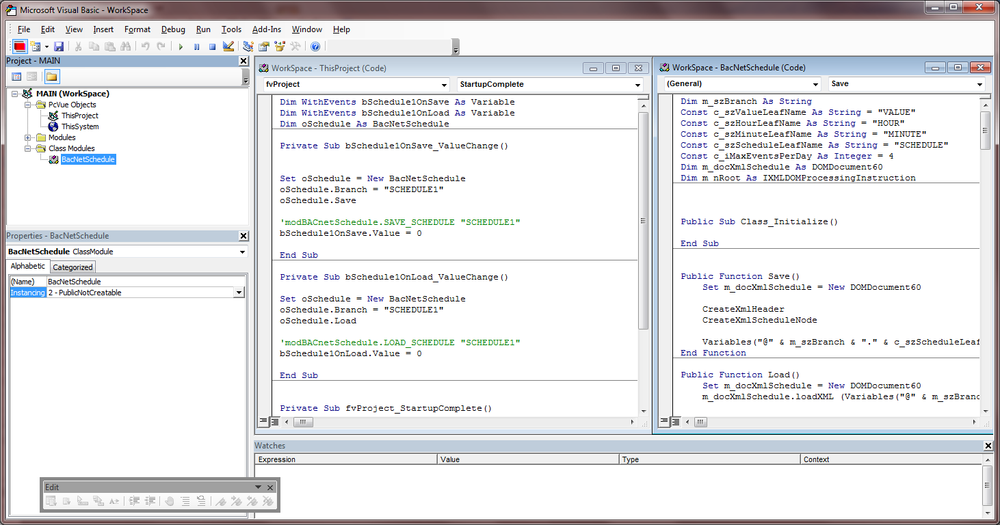 Microsoft Visual Basic - WorkSpace
File Edit View Insert Format Debug Run Tools Add-Ins Window Help
Project - MAIN
MAIN (WorkSpace)
PcVue Objects
ThisProject
ThisSystem
Modules
Class Modules
BacNetSchedule
Properties - BacNetSchedule
BacNetSchedule ClassModule
Alphabetic Categorized
(Name) BacNetSchedule
Instancing 2 - PublicNotCreatable
Edit
WorkSpace - ThisProject (Code)
fvProject StartupComplete
Dim WithEvents bSchedule1OnSave As Variable
Dim WithEvents bSchedule1OnLoad As Variable
Dim oSchedule As BacNetSchedule
Private Sub bSchedule1OnSave_ValueChange()
Set oSchedule = New BacNetSchedule
oSchedule.Branch = "SCHEDULE1"
oSchedule.Save
'modBACnetSchedule.SAVE_SCHEDULE "SCHEDULE1"
bSchedule1OnSave.Value = 0
End Sub
Private Sub bSchedule1OnLoad_ValueChange()
Set oSchedule = New BacNetSchedule
oSchedule.Branch = "SCHEDULE1"
oSchedule.Load
'modBACnetSchedule.LOAD_SCHEDULE "SCHEDULE1"
bSchedule1OnLoad.Value = 0
End Sub
Private Sub fvProject_StartupComplete()
WorkSpace - BacNetSchedule (Code)
(General) Save
Dim m_szBranch As String
Const c_szValueLeafName As String = "VALUE"
Const c_szHourLeafName As String = "HOUR"
Const c_szMinuteLeafName As String = "MINUTE"
Const c_szScheduleLeafName As String = "SCHEDULE"
Const c_iMaxEventsPerDay As Integer = 4
Dim m_docXmlSchedule As DOMDocument60
Dim m_nRoot As IXMLDOMProcessingInstruction
Public Sub Class_Initialize()
End Sub
Public Function Save()
Set m_docXmlSchedule = New DOMDocument60
CreateXmlHeader
CreateXmlScheduleNode
Variables("@" & m_szBranch & "." & c_szScheduleLeaf
End Function
Public Function Load()
Set m_docXmlSchedule = New DOMDocument60
m_docXmlSchedule.loadXML (Variables("@" & m_szBranc
Watches
Expression Value Type Context